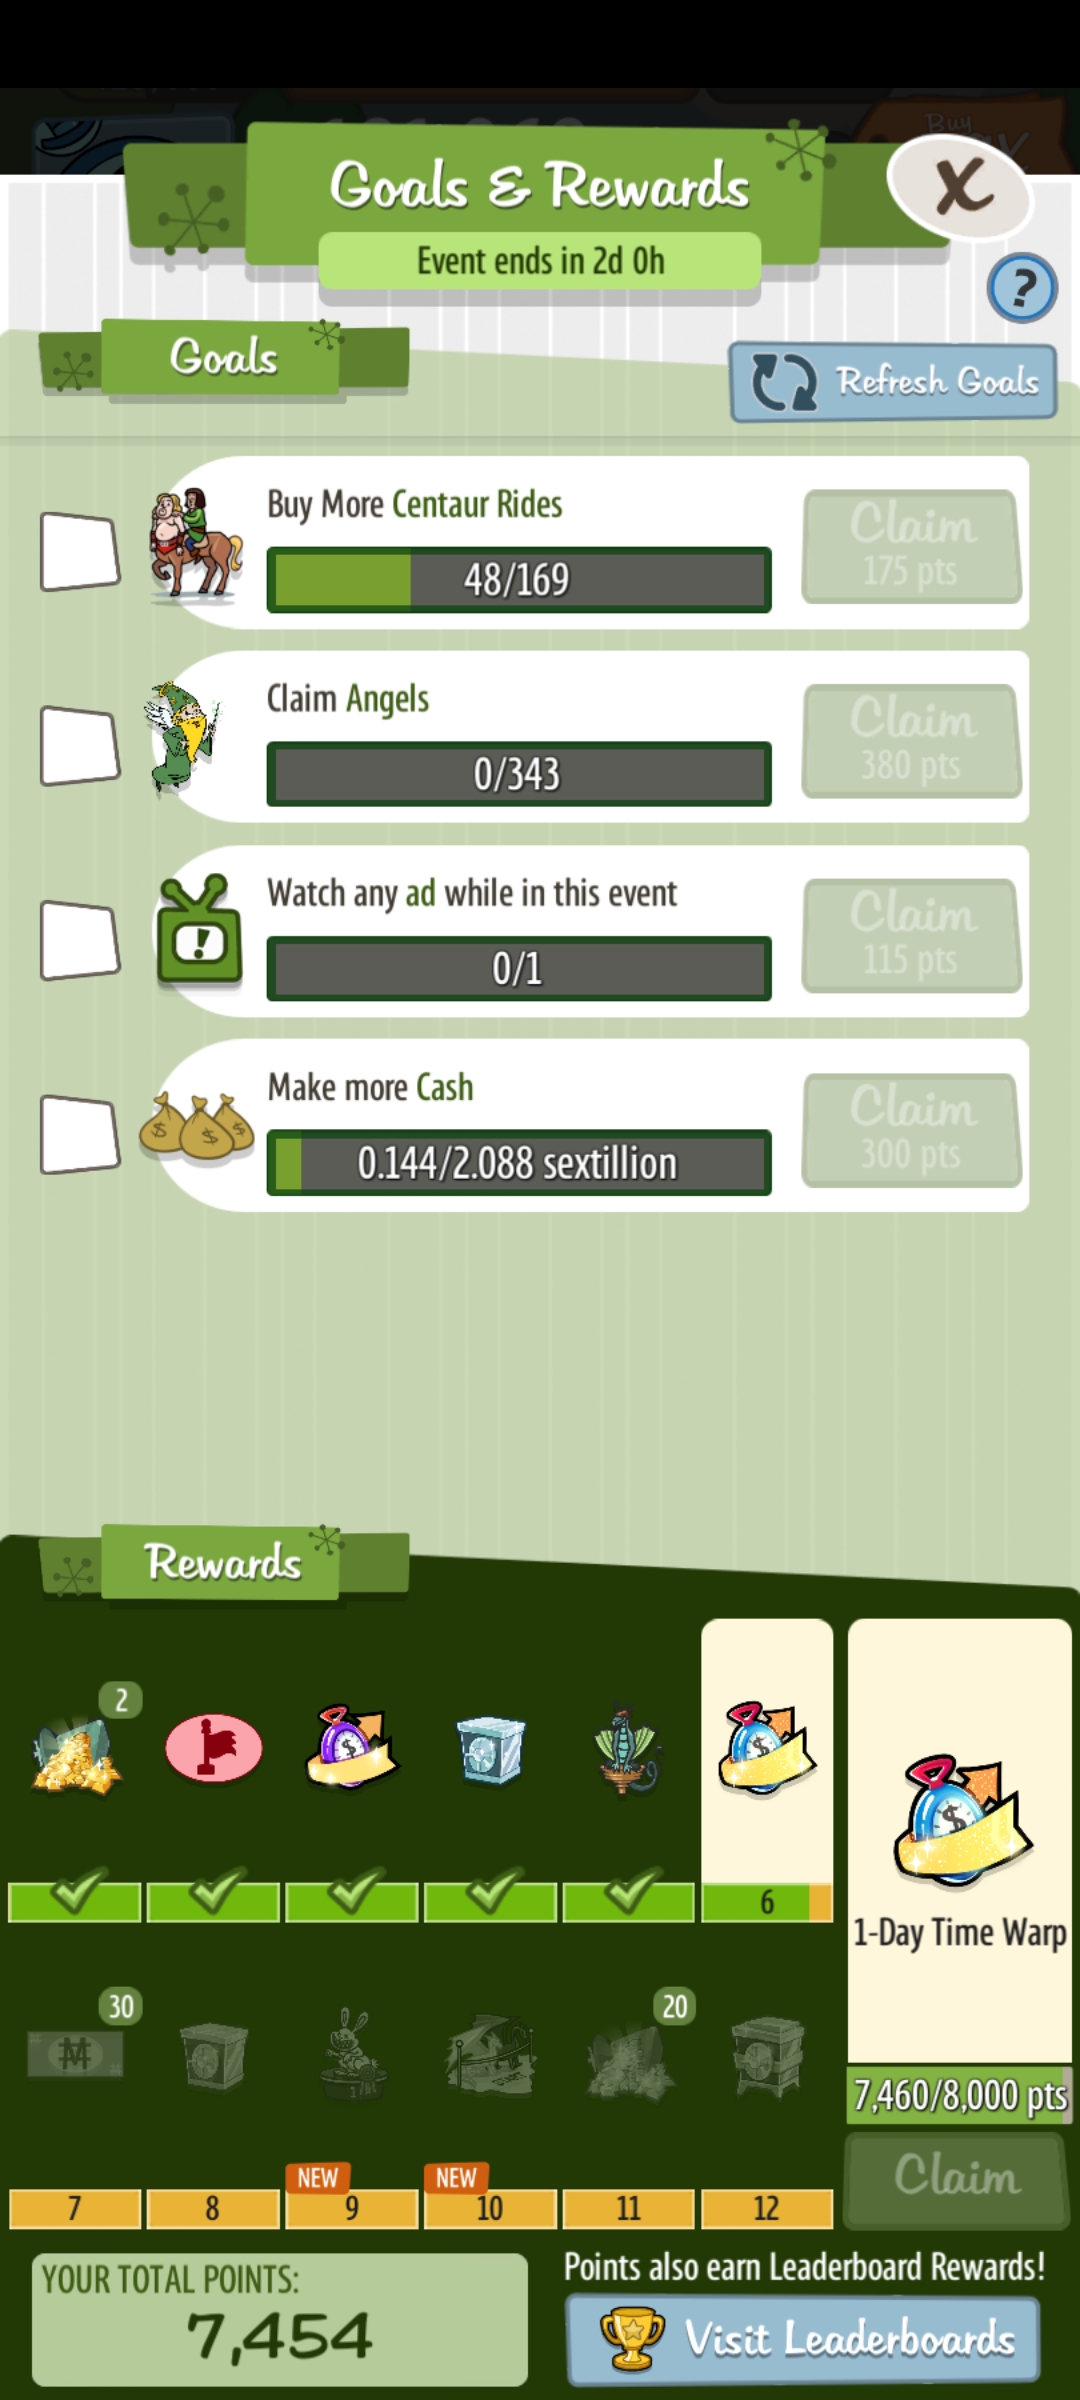 Buy
Goals & Rewards
X
Event ends in 2d 0h
?
Goals
Refresh Goals
Buy More Centaur Rides
48/169
Claim
175 pts
Claim Angels
0/343
Claim
380 pts
Watch any ad while in this event
0/1
Claim
115 pts
Make more Cash
0.144/2.088 sextillion
Claim
300 pts
Rewards
2
6
1-Day Time Warp
30
20
7,460/8,000 pts
NEW
NEW
7
8
9
10
11
12
Claim
YOUR TOTAL POINTS:
7,454
Points also earn Leaderboard Rewards!
Visit Leaderboards